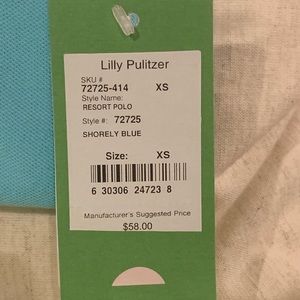 Lilly Pulitzer
SKU #
72725-414 XS
Style Name:
RESORT POLO
Style #: 72725
SHORELY BLUE
Size: XS
6 30306 24723 8
Manufacturer's Suggested Price
$58.00